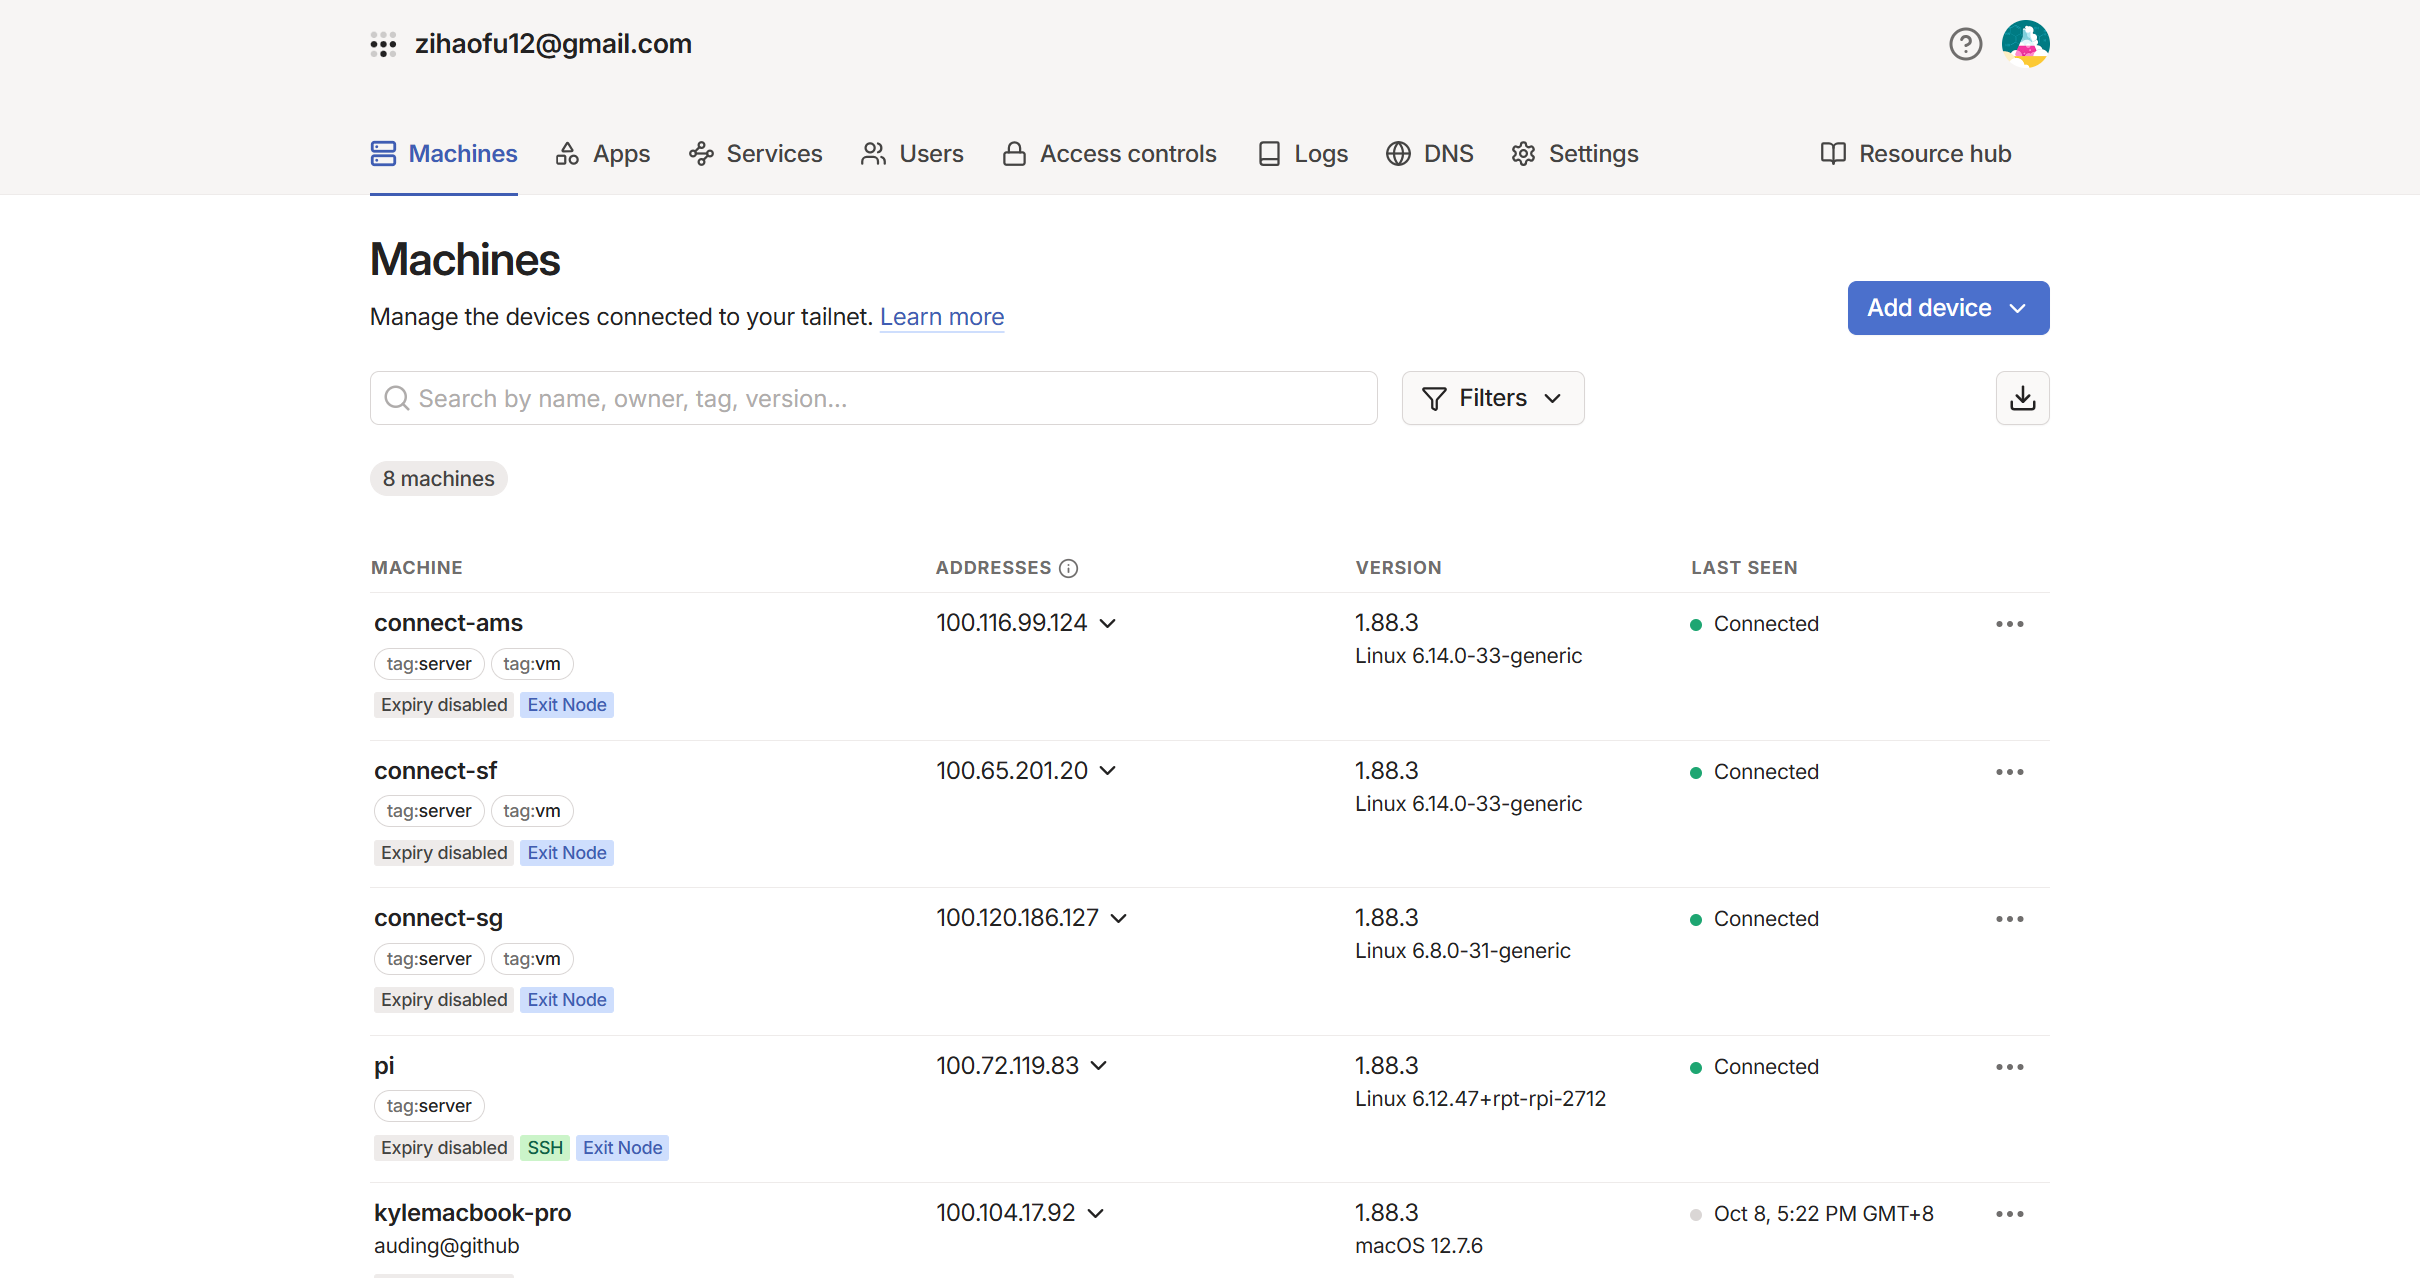 zihaofu12@gmail.com
Machines Apps Services Users Access controls Logs DNS Settings Resource hub
Machines
Manage the devices connected to your tailnet. Learn more
Add device
Search by name, owner, tag, version...
Filters
8 machines
MACHINE ADDRESSES VERSION LAST SEEN
connect-ams 100.116.99.124 1.88.3 Connected
Linux 6.14.0-33-generic
tag:server tag:vm
Expiry disabled Exit Node
connect-sf 100.65.201.20 1.88.3 Connected
Linux 6.14.0-33-generic
tag:server tag:vm
Expiry disabled Exit Node
connect-sg 100.120.186.127 1.88.3 Connected
Linux 6.8.0-31-generic
tag:server tag:vm
Expiry disabled Exit Node
pi 100.72.119.83 1.88.3 Connected
Linux 6.12.47+rpt-rpi-2712
tag:server
Expiry disabled SSH Exit Node
kylemacbook-pro 100.104.17.92 1.88.3 Oct 8, 5:22 PM GMT+8
auding@github macOS 12.7.6